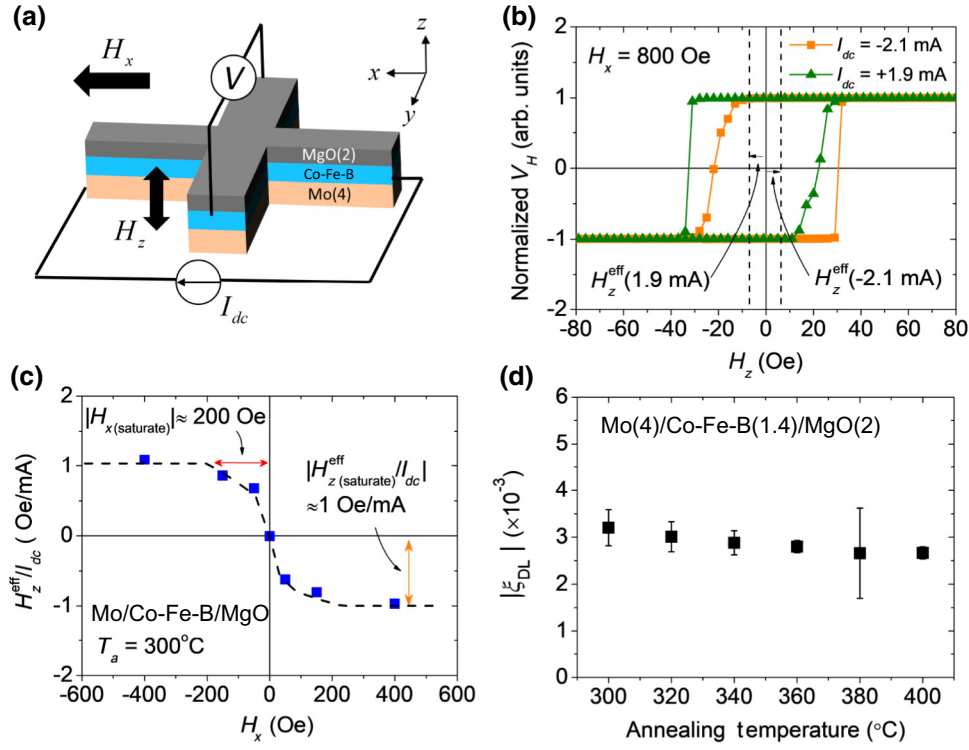 (a)
H_x
V
z
x
y
MgO(2)
Co-Fe-B
Mo(4)
H_z
I_dc
(b)
Normalized V_H (arb. units)
2
1
0
-1
-2
H_x = 800 Oe
I_dc = -2.1 mA
I_dc = +1.9 mA
H_z^eff(1.9 mA)
H_z^eff(-2.1 mA)
-80 -60 -40 -20 0 20 40 60 80
H_z (Oe)
(c)
H_z^eff/I_dc ( Oe/mA)
2
1
0
-1
-2
|H_x (saturate)| ≈ 200 Oe
|H_z (saturate)^eff/I_dc|
≈1 Oe/mA
Mo/Co-Fe-B/MgO
T_a = 300°C
-600 -400 -200 0 200 400 600
H_x (Oe)
(d)
|ξ_DL| (×10^-3)
6
5
4
3
2
1
0
Mo(4)/Co-Fe-B(1.4)/MgO(2)
300 320 340 360 380 400
Annealing temperature (°C)